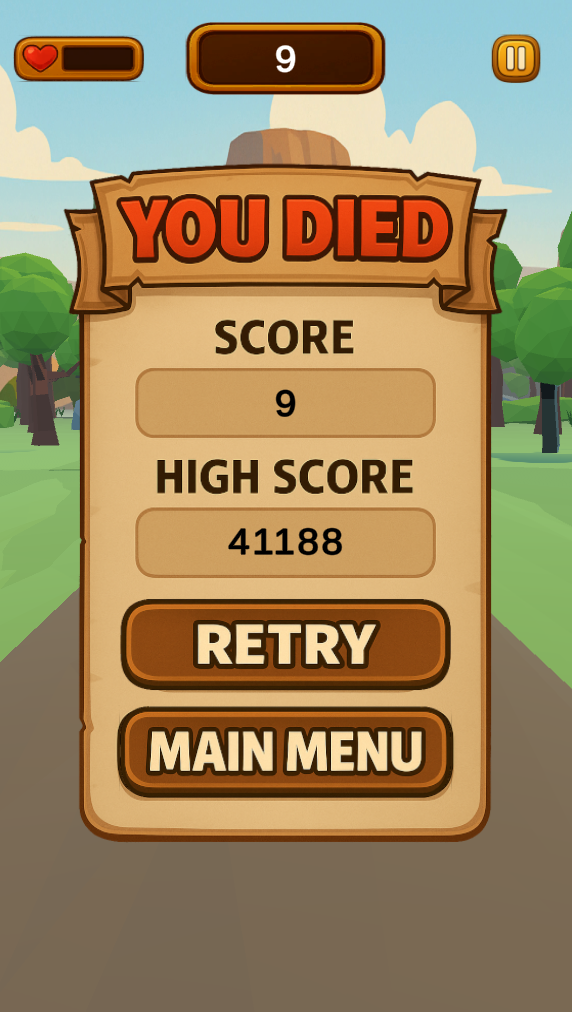 9
YOU DIED
SCORE
9
HIGH SCORE
41188
RETRY
MAIN MENU